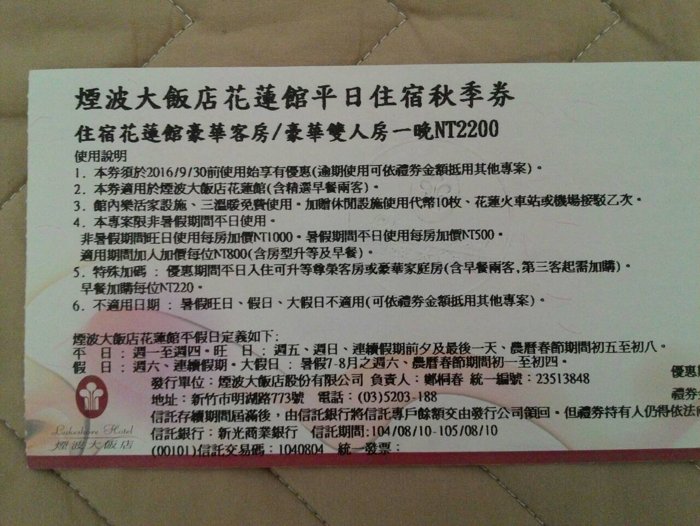 煙波大飯店花蓮館平日住宿秋季券
住宿花蓮館豪華客房/豪華雙人房一晚NT2200
使用說明
1. 本券須於2016/9/30前使用始享有優惠(逾期使用可依禮券金額抵用其他專案)。
2. 本券適用於煙波大飯店花蓮館(含精選早餐兩客)。
3. 館內樂活家設施、三溫暖免費使用。加贈休閒設施使用代幣10枚、花蓮火車站或機場接駁乙次。
4. 本專案限非暑假期間平日使用。
非暑假期間旺日使用每房加價NT1000。暑假期間平日使用每房加價NT500。
適用期間加人加價每位NT800(含房型升等及早餐)。
5. 特殊加碼：優惠期間平日入住可升等尊榮客房或豪華家庭房(含早餐兩客,第三客起需加購)。
早餐加購每位NT220。
6. 不適用日期：暑假旺日、假日、大假日不適用(可依禮券金額抵用其他專案)。
煙波大飯店花蓮館平假日定義如下:
平 日：週一至週四。旺 日：週五、週日、連續假期前夕及最後一天、農曆春節期間初五至初八。
假 日：週六、連續假期。大假日：暑假7-8月之週六、農曆春節期間初一至初四。
發行單位：煙波大飯店股份有限公司 負責人：鄭桐春 統一編號：23513848
優惠
地址：新竹市明湖路773號 電話：(03)5203-188
禮券
信託存續期間屆滿後，由信託銀行將信託專戶餘額交由發行公司領回。但禮券持有人仍得依法
信託銀行：新光商業銀行 信託期間:104/08/10-105/08/10
(00101)信託交易碼：1040804 統一發票：
Lakeshore Hotel
煙波大飯店